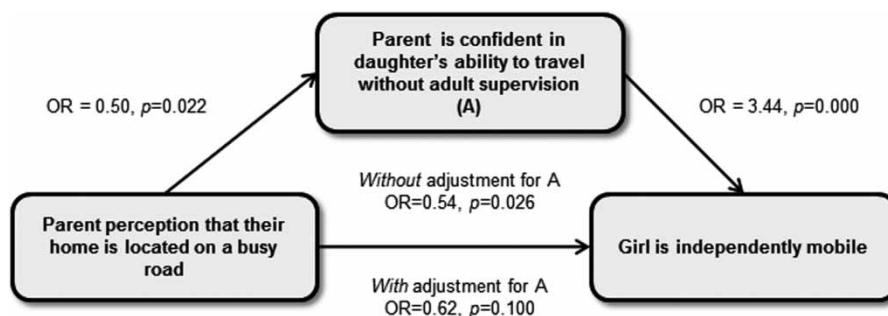 Parent is confident in
daughter's ability to travel
without adult supervision
(A)
OR = 0.50, p=0.022
OR = 3.44, p=0.000
Without adjustment for A
OR=0.54, p=0.026
Parent perception that their
home is located on a busy
road
Girl is independently mobile
With adjustment for A
OR=0.62, p=0.100